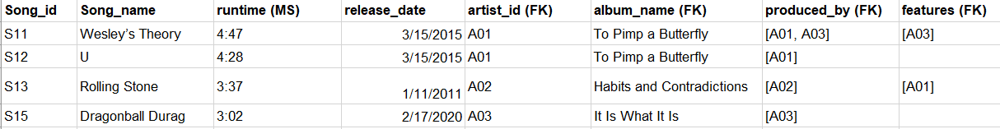 Song_id Song_name runtime (MS) release_date artist_id (FK) album_name (FK) produced_by (FK) features (FK)
S11 Wesley’s Theory 4:47 3/15/2015 A01 To Pimp a Butterfly [A01, A03] [A03]
S12 U 4:28 3/15/2015 A01 To Pimp a Butterfly [A01]
S13 Rolling Stone 3:37 1/11/2011 A02 Habits and Contradictions [A02] [A01]
S15 Dragonball Durag 3:02 2/17/2020 A03 It Is What It Is [A03]